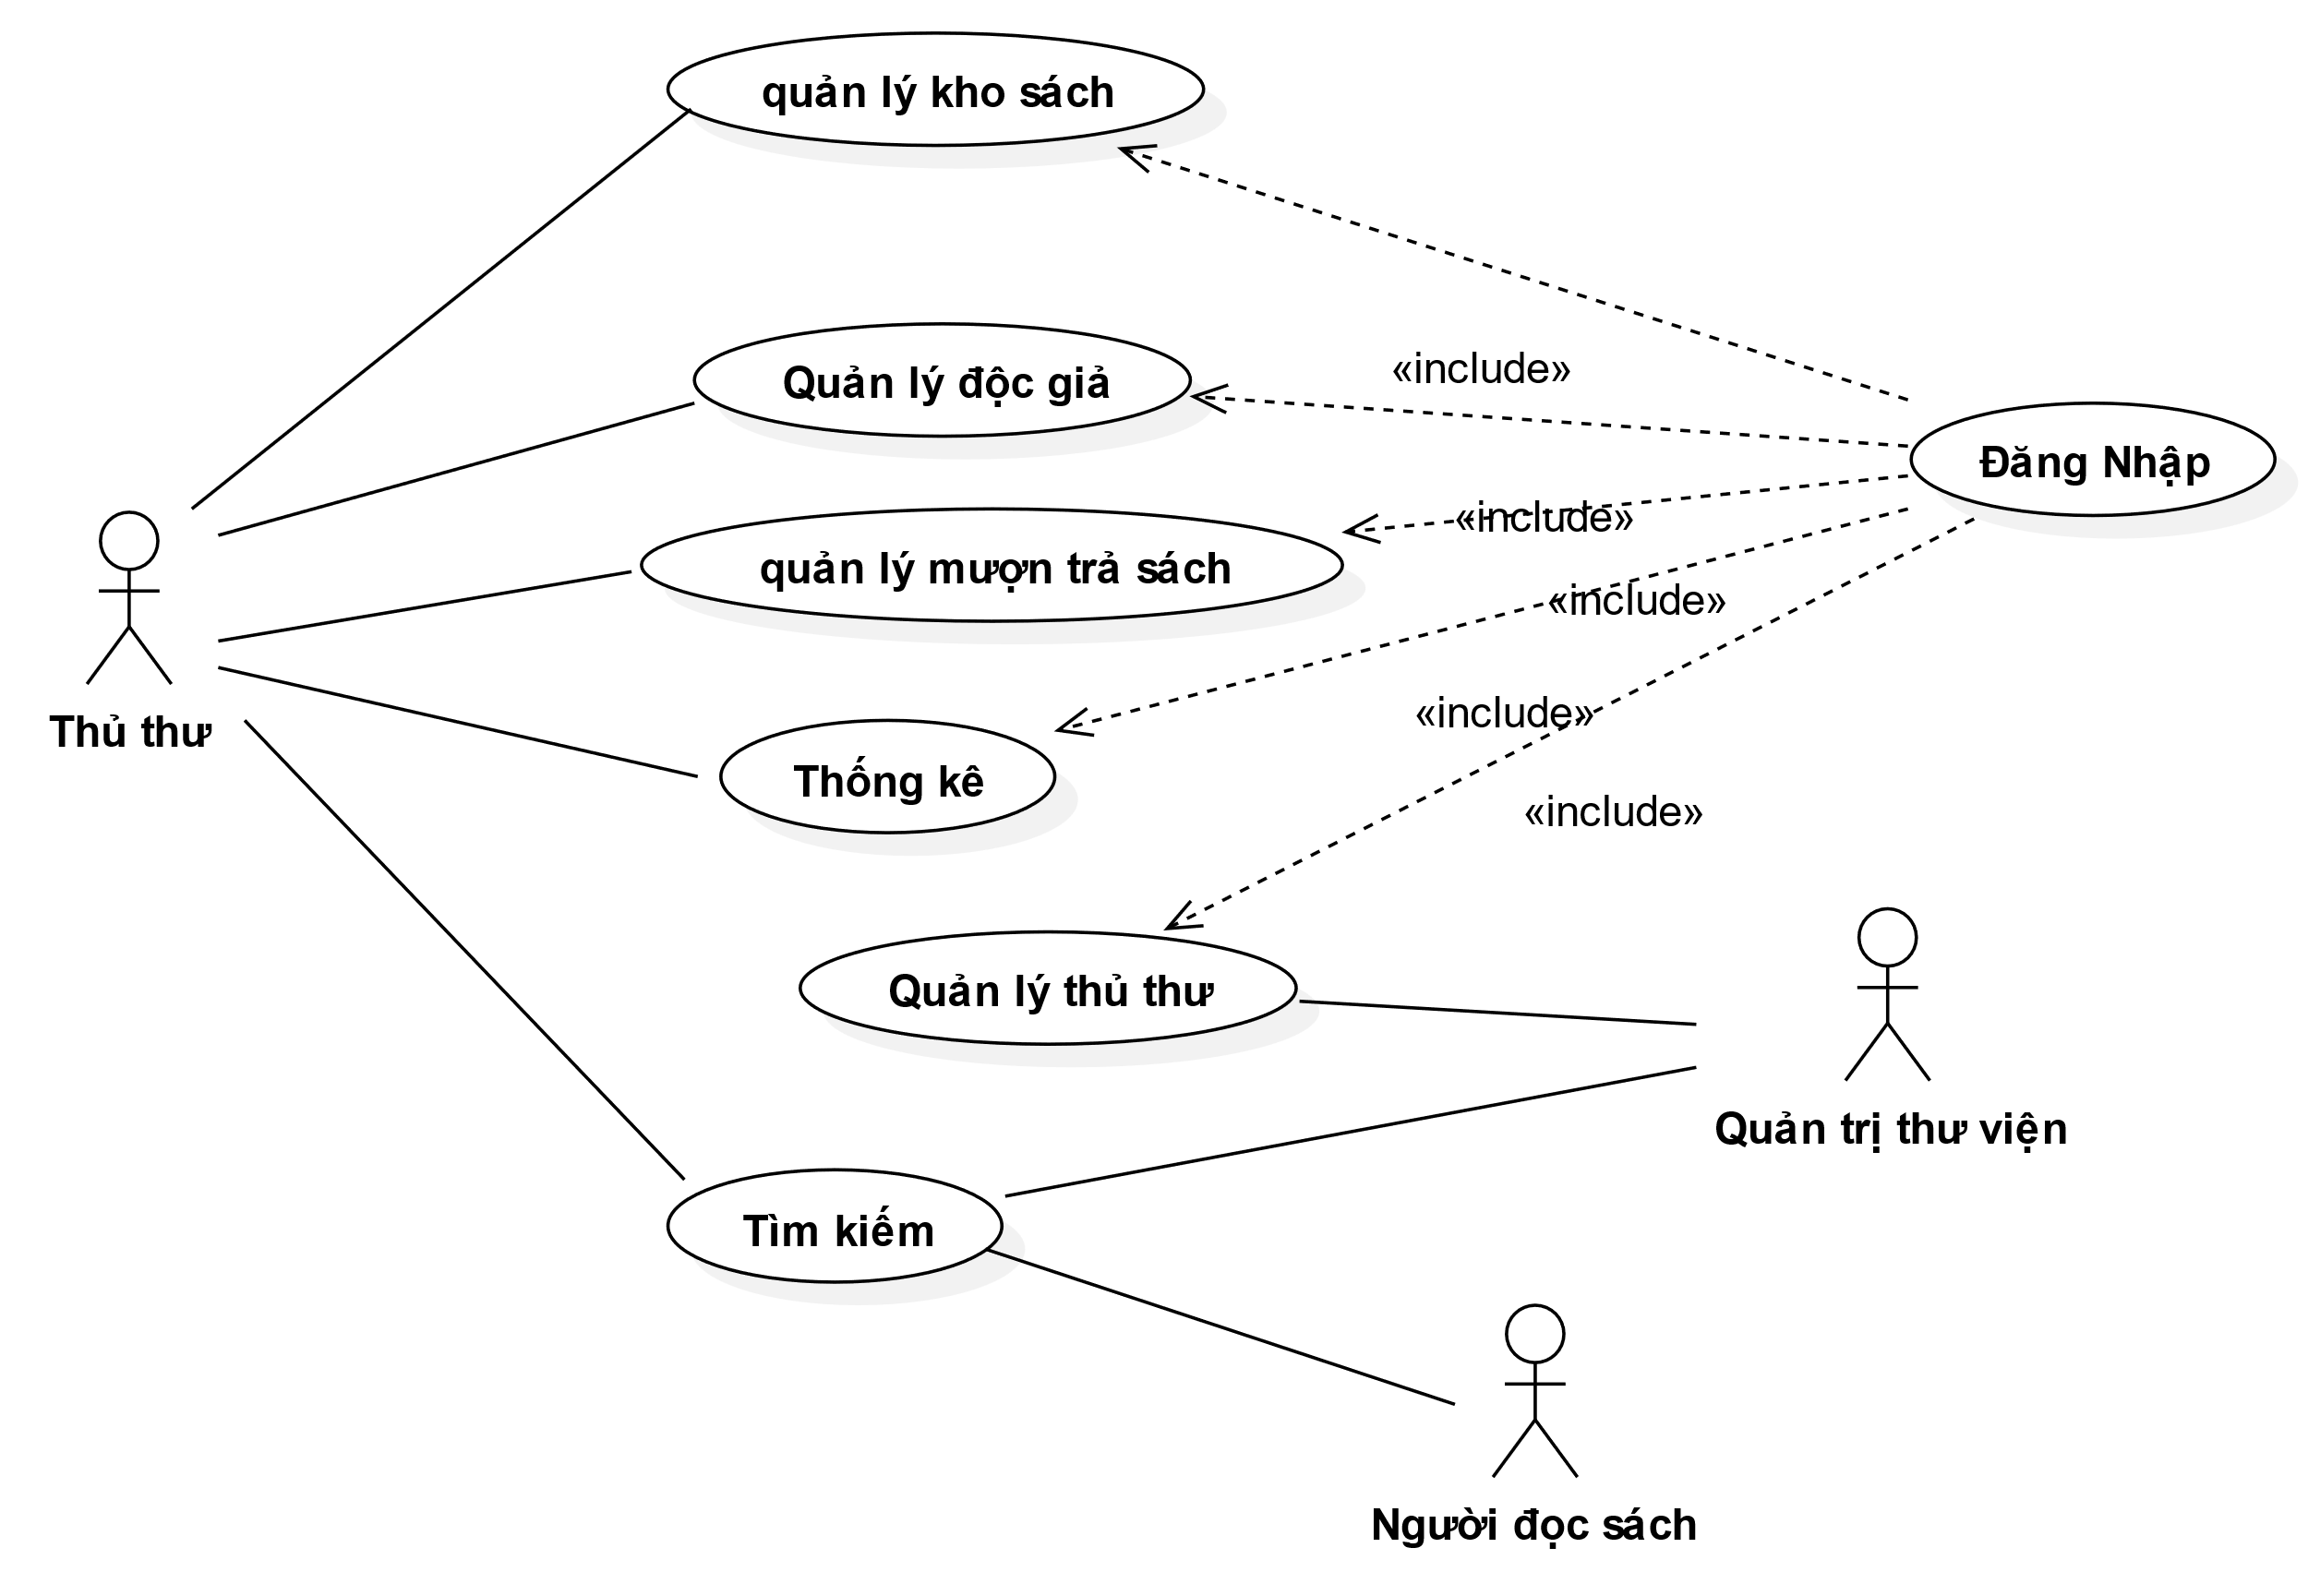 quản lý kho sách
Quản lý độc giả
«include»
Đăng Nhập
«include»
quản lý mượn trả sách
«include»
Thủ thư
«include»
Thống kê
«include»
Quản lý thủ thư
Quản trị thư viện
Tìm kiếm
Người đọc sách